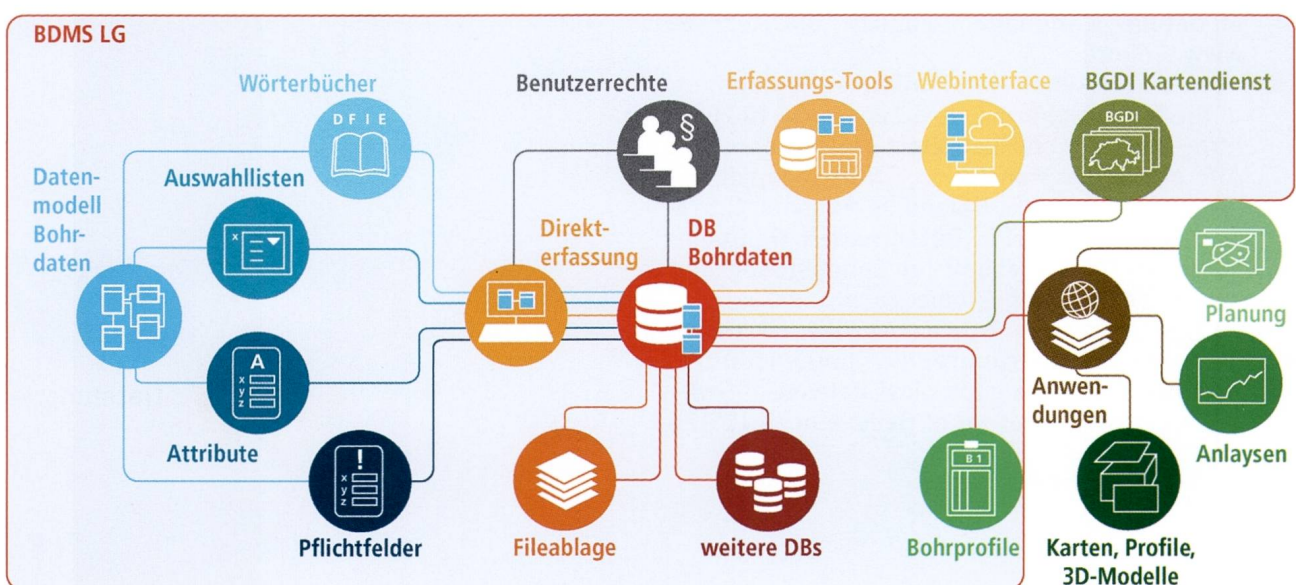 BDMS LG
Wörterbücher
D F I E
Benutzerrechte
§
Erfassungs-Tools
Webinterface
BGDI Kartendienst
BGDI
Daten-
modell
Bohr-
daten
Auswahllisten
x
Direkt-
erfassung
DB
Bohrdaten
Planung
A
x
y
z
Attribute
Anwen-
dungen
Anlaysen
!
x
y
z
Pflichtfelder
Fileablage
weitere DBs
B 1
Bohrprofile
Karten, Profile,
3D-Modelle